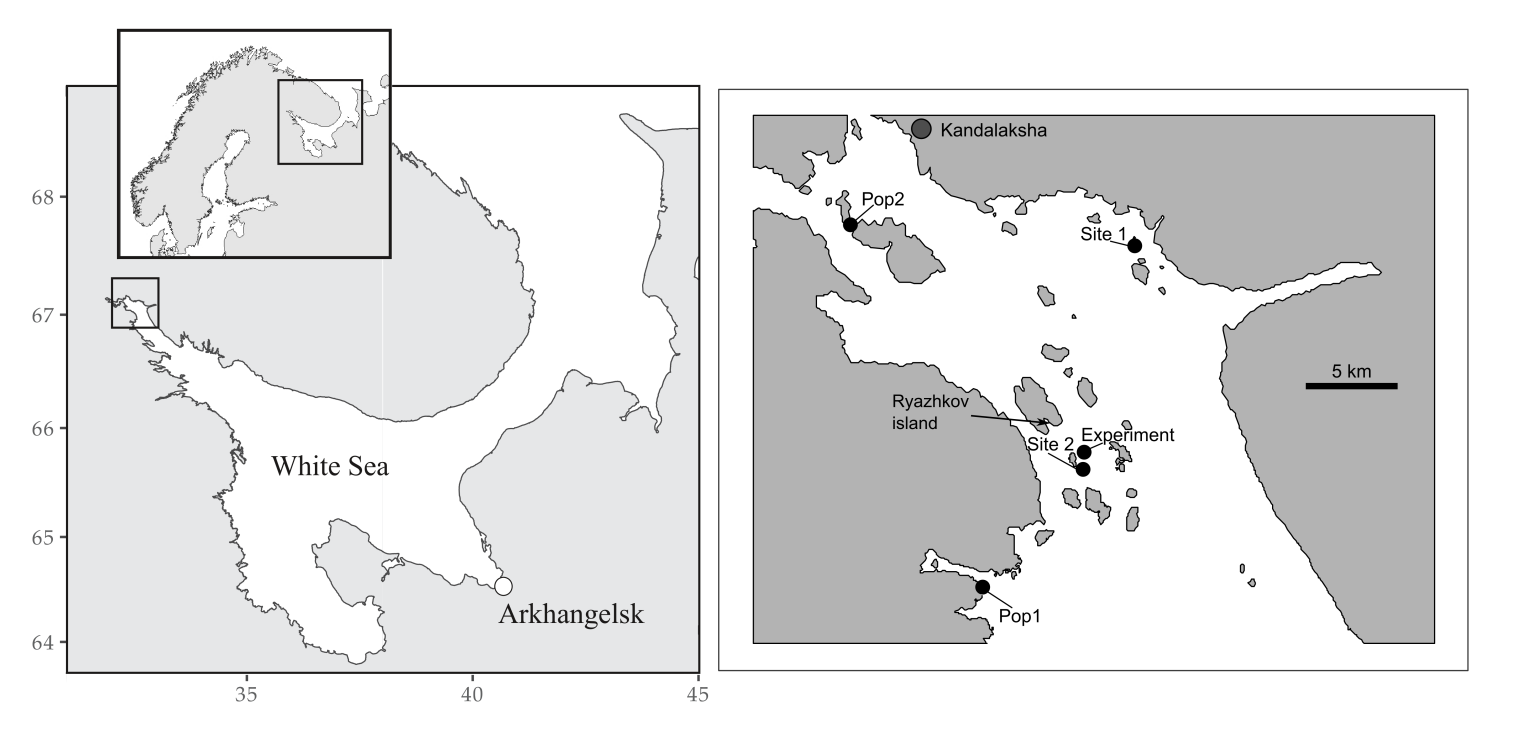 68
67
66
65
64
35
40
45
White Sea
Arkhangelsk
Kandalaksha
Pop2
Site 1
5 km
Ryazhkov
island
Experiment
Site 2
Pop1